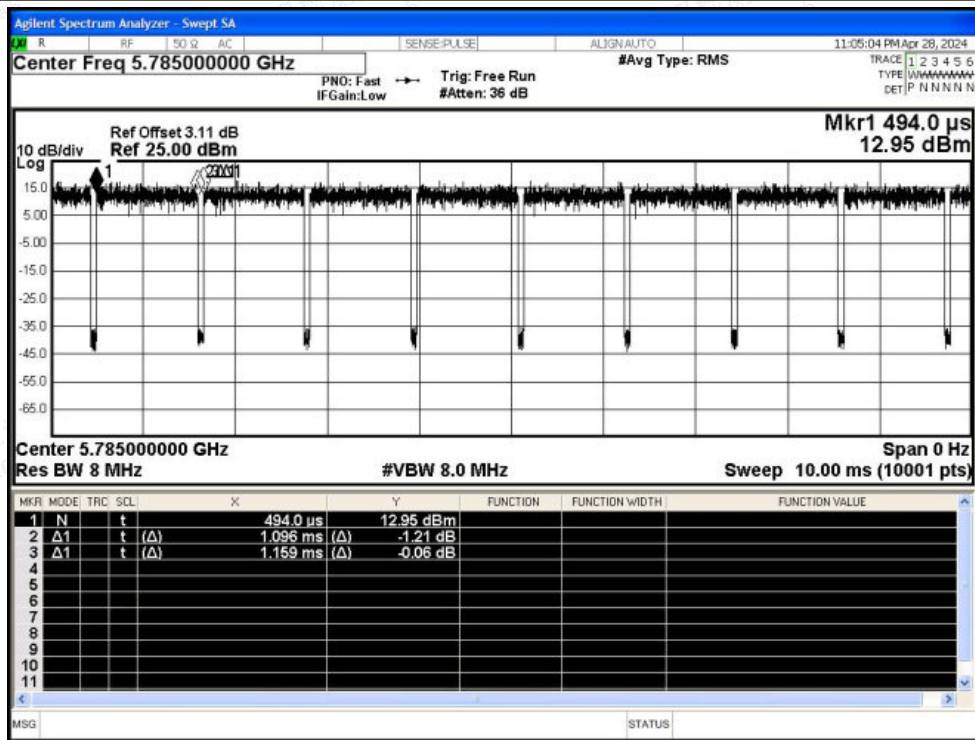 Agilent Spectrum Analyzer - Swept SA
LXI R RF 50 Ω AC SENSE:PULSE ALIGN AUTO 11:05:04 PM Apr 28, 2024
Center Freq 5.785000000 GHz #Avg Type: RMS TRACE 1 2 3 4 5 6
PNO: Fast Trig: Free Run TYPE
IFGain:Low #Atten: 36 dB DET P N N N N N
Mkr1 494.0 µs
Ref Offset 3.11 dB
10 dB/div Ref 25.00 dBm 12.95 dBm
Log
1
15.0
5.00
-5.00
-15.0
-25.0
-35.0
-45.0
-55.0
-65.0
Center 5.785000000 GHz Span 0 Hz
Res BW 8 MHz #VBW 8.0 MHz Sweep 10.00 ms (10001 pts)
MKR MODE TRC SCL X Y FUNCTION FUNCTION WIDTH FUNCTION VALUE
1 N t 494.0 µs 12.95 dBm
2 Δ1 t (Δ) 1.096 ms (Δ) -1.21 dB
3 Δ1 t (Δ) 1.159 ms (Δ) -0.06 dB
4
5
6
7
8
9
10
11
MSG STATUS